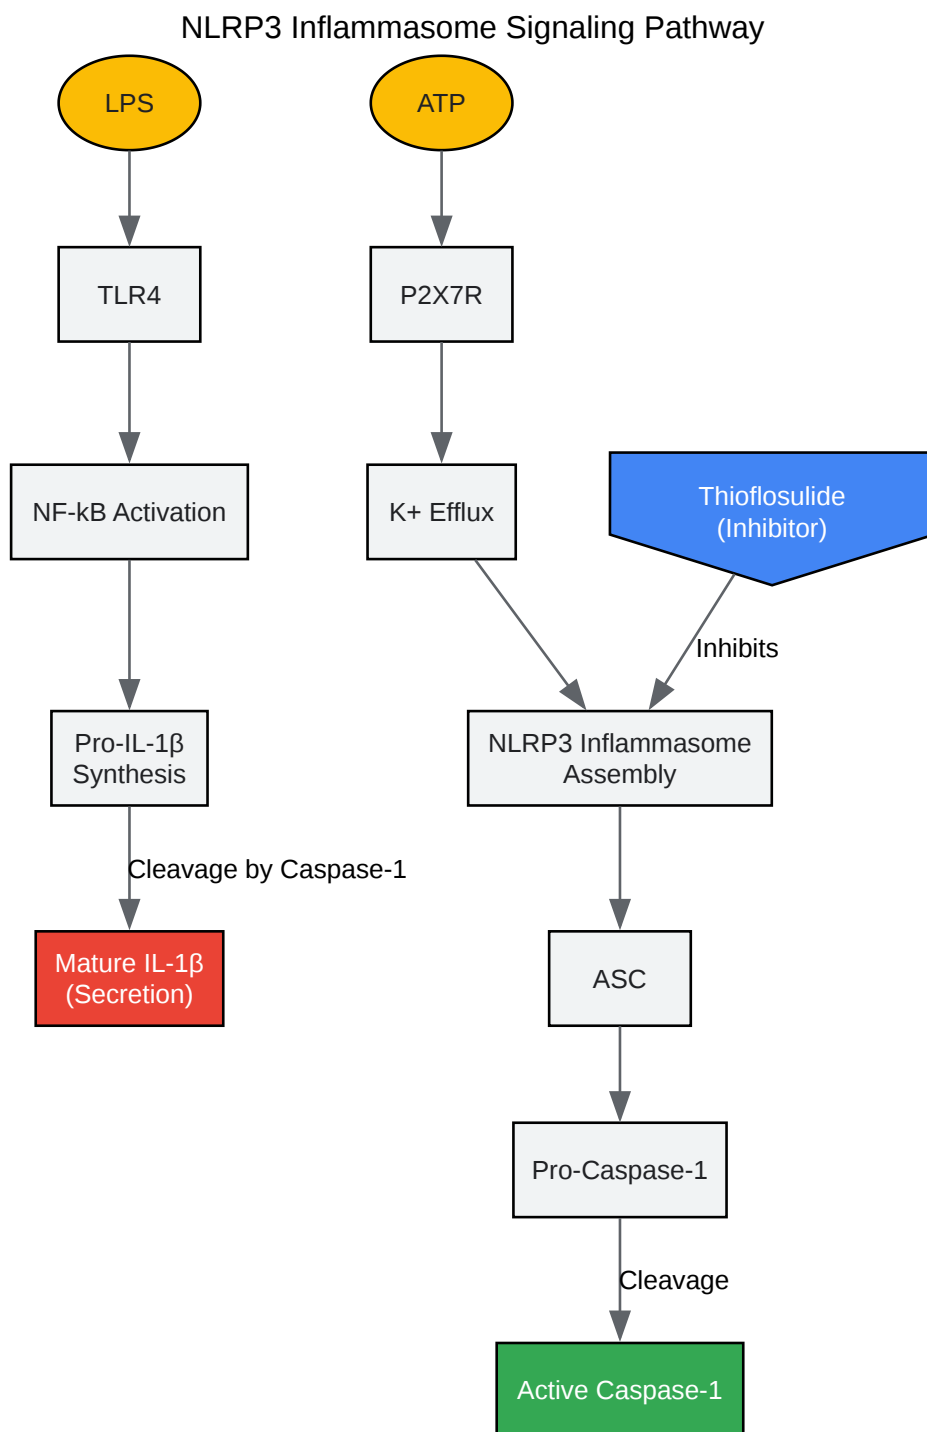 NLRP3 Inflammasome Signaling Pathway
LPS
ATP
TLR4
P2X7R
NF-kB Activation
K+ Efflux
Thioflosulide
(Inhibitor)
Inhibits
Pro-IL-1β
Synthesis
NLRP3 Inflammasome
Assembly
Cleavage by Caspase-1
Mature IL-1β
(Secretion)
ASC
Pro-Caspase-1
Cleavage
Active Caspase-1